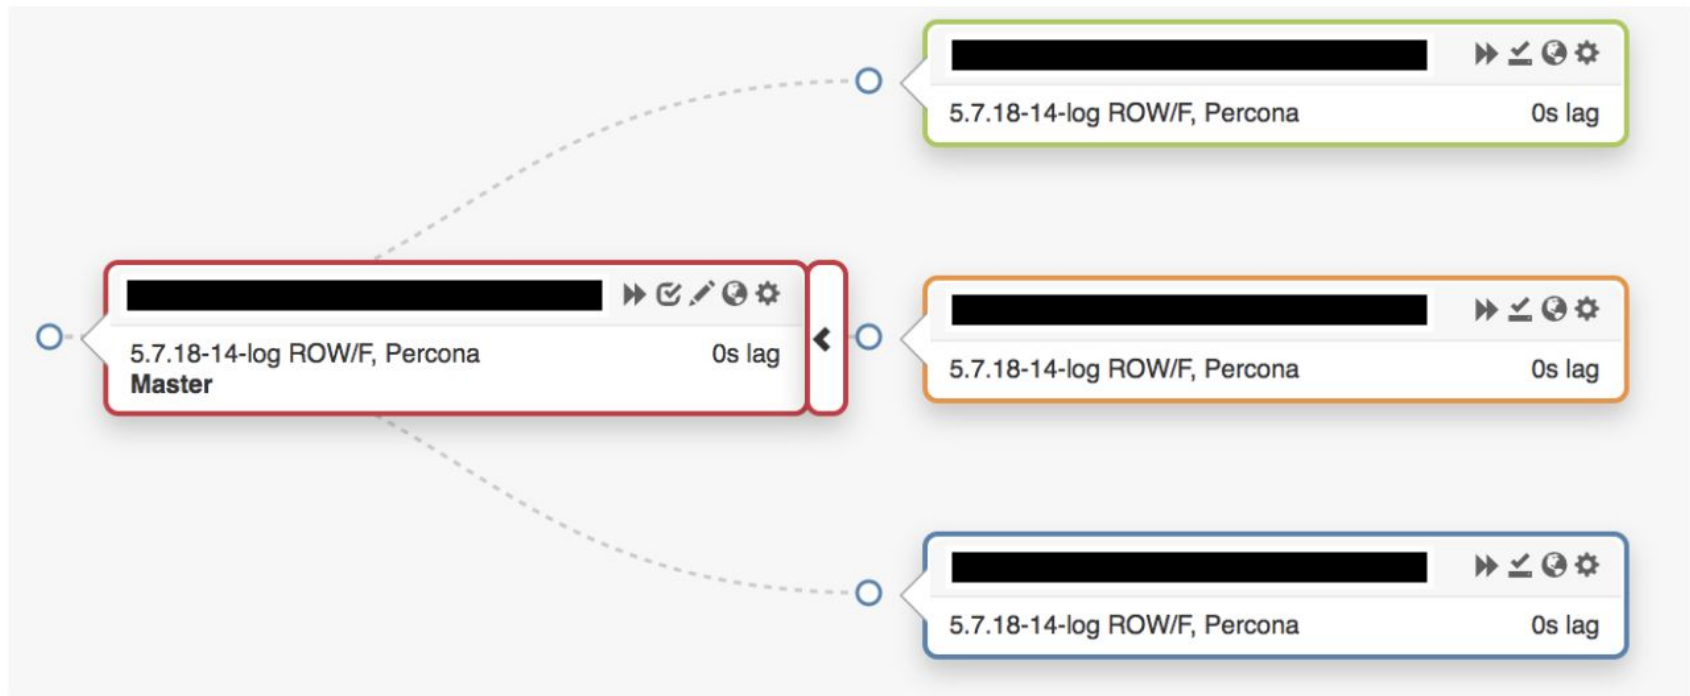 5.7.18-14-log ROW/F, Percona 0s lag
5.7.18-14-log ROW/F, Percona 0s lag
Master
5.7.18-14-log ROW/F, Percona 0s lag
5.7.18-14-log ROW/F, Percona 0s lag